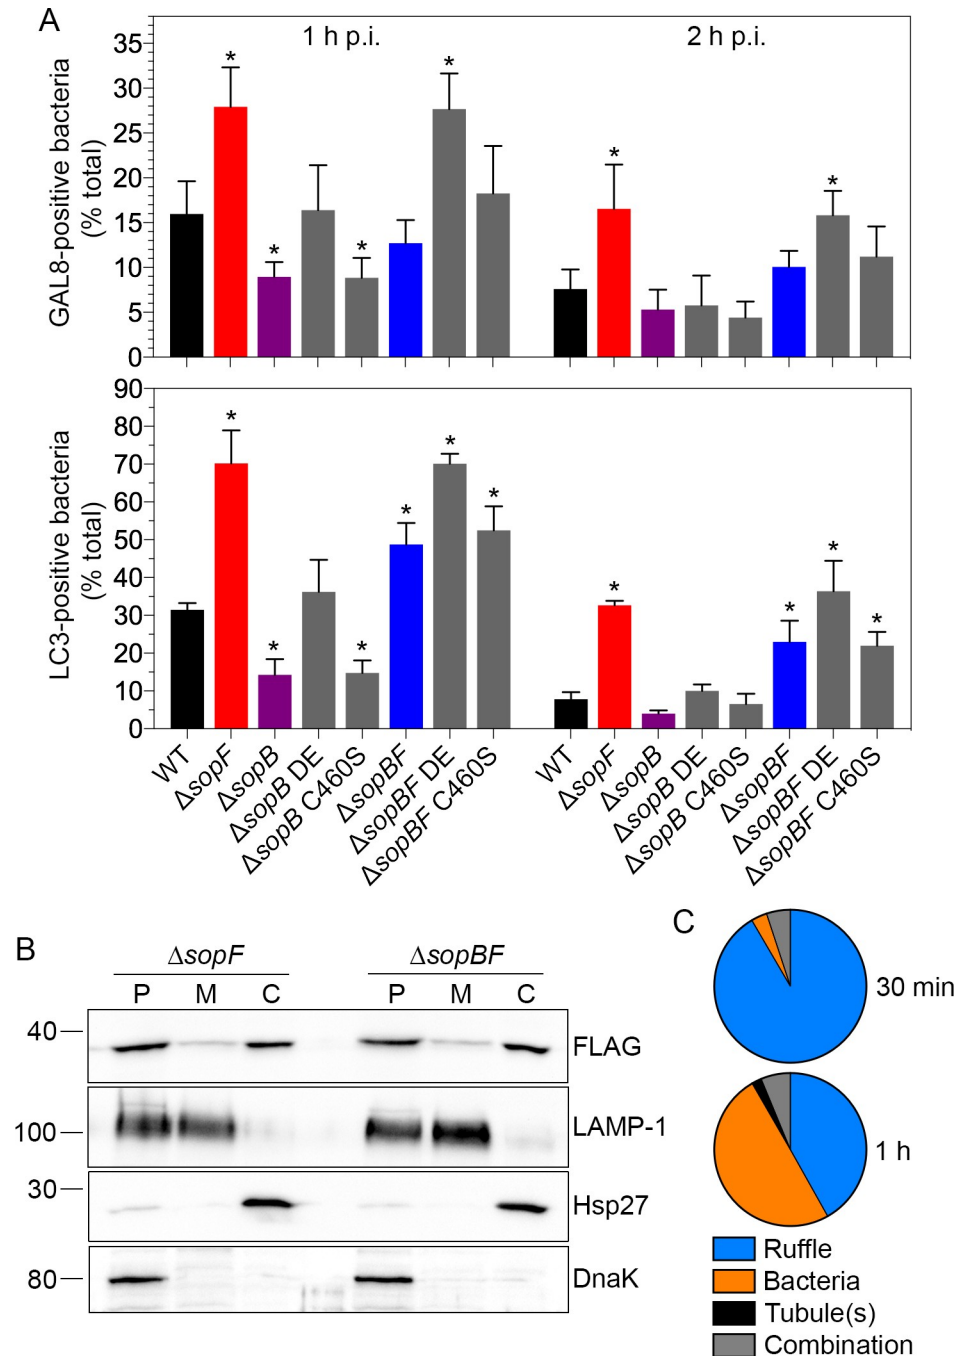 A
1 h p.i.
2 h p.i.
GAL8-positive bacteria
(% total)
35
30
25
20
15
10
5
0
* * * * * * *
LC3-positive bacteria
(% total)
90
80
70
60
50
40
30
20
10
0
* * * * * * * * * *
WT
ΔsopF
ΔsopB
ΔsopB DE
ΔsopB C460S
ΔsopBF
ΔsopBF DE
ΔsopBF C460S
WT
ΔsopF
ΔsopB
ΔsopB DE
ΔsopB C460S
ΔsopBF
ΔsopBF DE
ΔsopBF C460S
B
ΔsopF ΔsopBF
P M C P M C
40 FLAG
100 LAMP-1
30 Hsp27
80 DnaK
C
30 min
1 h
Ruffle
Bacteria
Tubule(s)
Combination